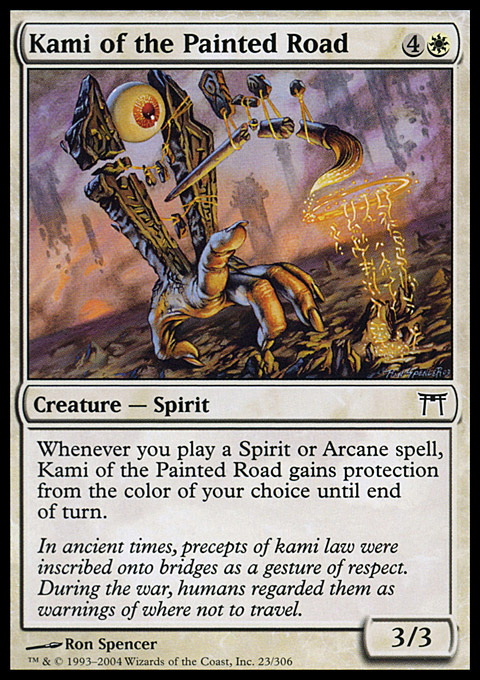 Kami of the Painted Road 4
Creature — Spirit
Whenever you play a Spirit or Arcane spell,
Kami of the Painted Road gains protection
from the color of your choice until end
of turn.
In ancient times, precepts of kami law were
inscribed onto bridges as a gesture of respect.
During the war, humans regarded them as
warnings of where not to travel.
Ron Spencer
3/3
™ & © 1993–2004 Wizards of the Coast, Inc. 23/306